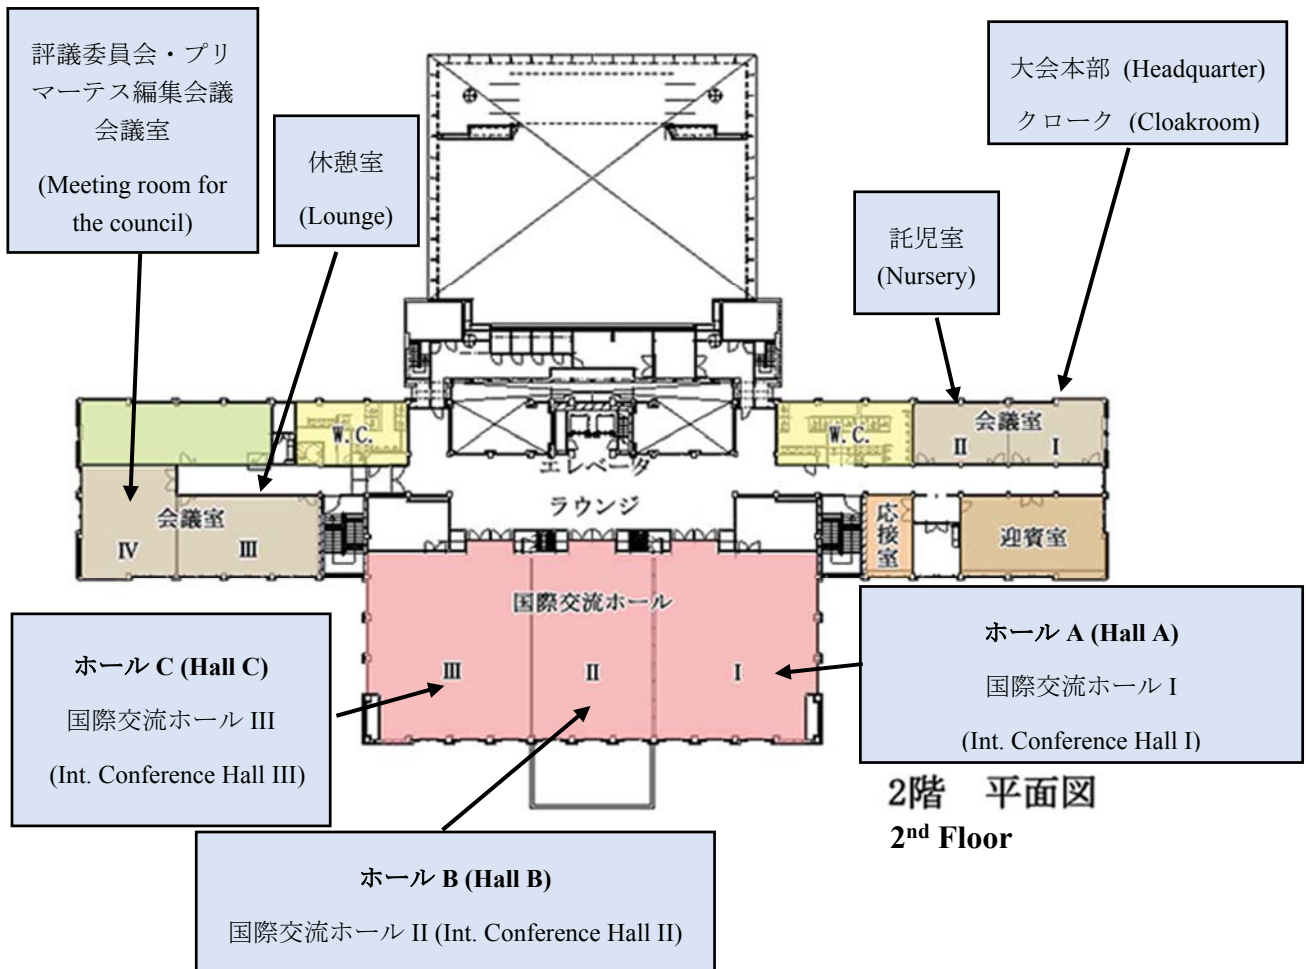 評議委員会・プリ
マーテス編集会議
会議室
(Meeting room for
the council)
休憩室
(Lounge)
大会本部 (Headquarter)
クローク (Cloakroom)
託児室
(Nursery)
W.C.
W.C.
会議室
II
I
エレベータ
ラウンジ
会議室
IV
III
応接室
迎賓室
国際交流ホール
III
II
I
ホール C (Hall C)
国際交流ホール III
(Int. Conference Hall III)
ホール A (Hall A)
国際交流ホール I
(Int. Conference Hall I)
2階 平面図
2nd Floor
ホール B (Hall B)
国際交流ホール II (Int. Conference Hall II)